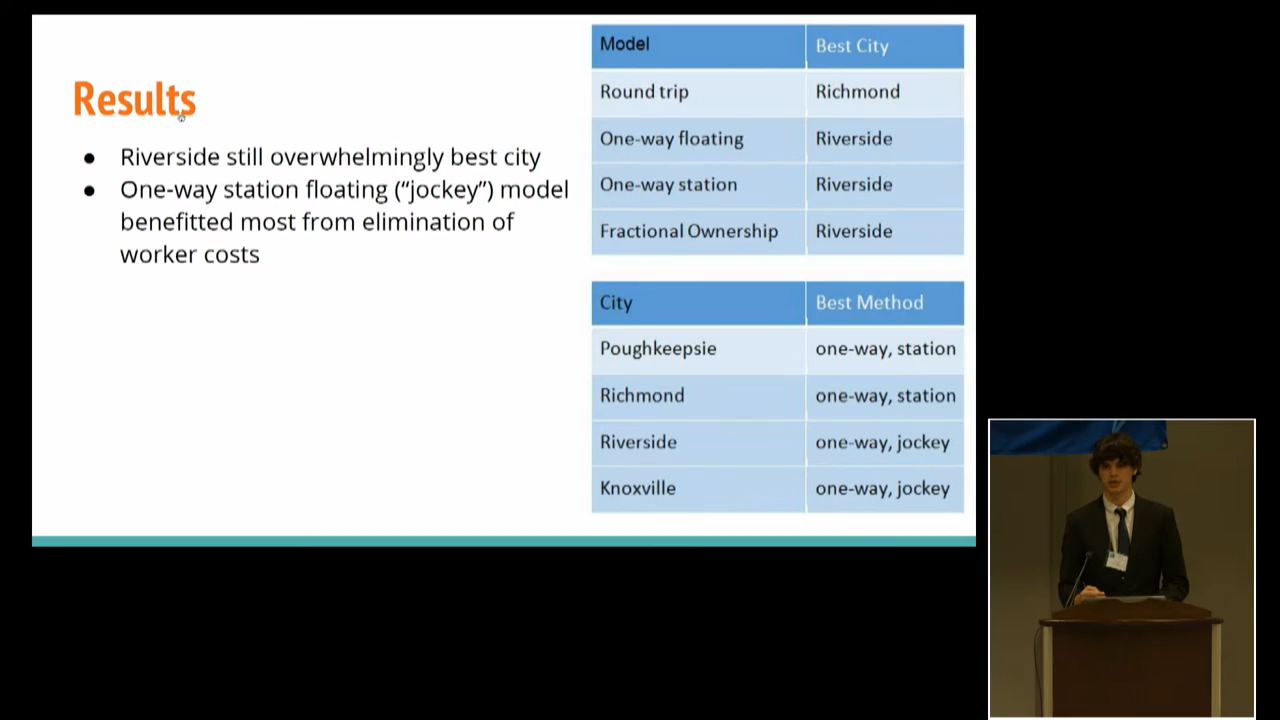 Results
● Riverside still overwhelmingly best city
● One-way station floating (“jockey”) model
benefitted most from elimination of
worker costs
Model Best City
Round trip Richmond
One-way floating Riverside
One-way station Riverside
Fractional Ownership Riverside
City Best Method
Poughkeepsie one-way, station
Richmond one-way, station
Riverside one-way, jockey
Knoxville one-way, jockey